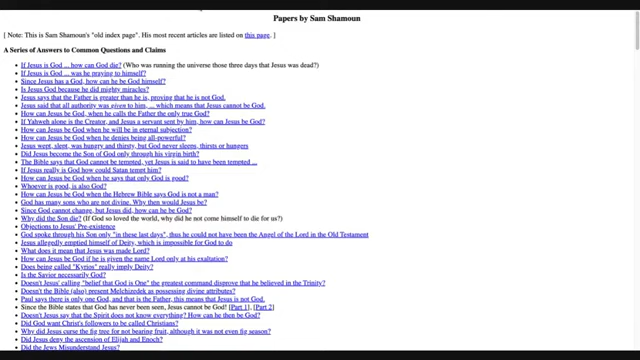 Papers by Sam Shamoun
[ Note: This is Sam Shamoun's "old index page". His most recent articles are listed on this page. ]
A Series of Answers to Common Questions and Claims
If Jesus is God ... how can God die? (Who was running the universe those three days that Jesus was dead?)
If Jesus is God ... was he praying to himself?
Since Jesus has a God, how can he be God himself?
Is Jesus God because he did mighty miracles?
Jesus says that the Father is greater than he is, proving that he is not God.
Jesus said that all authority was given to him, ... which means that Jesus cannot be God.
How can Jesus be God, when he calls the Father the only true God?
If Yahweh alone is the Creator, and Jesus a servant sent by him, how can Jesus be God?
How can Jesus be God when he will be in eternal subjection?
How can Jesus be God when he denies being all-powerful?
Jesus wept, slept, was hungry and thirsty, but God never sleeps, thirsts or hungers
Did Jesus become the Son of God only through his virgin birth?
The Bible says that God cannot be tempted, yet Jesus is said to have been tempted ...
If Jesus really is God how could Satan tempt him?
How can Jesus be God when he says that only God is good?
Whoever is good, is also God?
How can Jesus be God when the Hebrew Bible says God is not a man?
God has many sons who are not divine. Why then would Jesus be?
Since God cannot change, but Jesus did, how can he be God?
Why did the Son die? (If God so loved the world, why did he not come himself to die for us?)
Objections to Jesus' Pre-existence
God spoke through his Son only "in these last days", thus he could not have been the Angel of the Lord in the Old Testament
Jesus allegedly emptied himself of Deity, which is impossible for God to do
What does it mean that Jesus was made Lord?
How can Jesus be God if he is given the name Lord only at his exaltation?
Does being called "Kyrios" really imply Deity?
Is the Savior necessarily God?
Doesn't Jesus' calling "belief that God is One" the greatest command disprove that he believed in the Trinity?
Doesn't the Bible (also) present Melchizedek as possessing divine attributes?
Paul says there is only one God, and that is the Father, this means that Jesus is not God.
Since the Bible states that God has never been seen, Jesus cannot be God! [Part 1], [Part 2]
Doesn't Jesus say that the Spirit does not know everything? How can he then be God?
Did God want Christ's followers to be called Christians?
Why did Jesus curse the fig tree for not bearing fruit, although it was not even fig season?
Did Jesus deny the ascension of Elijah and Enoch?
Did the Jews Misunderstand Jesus?